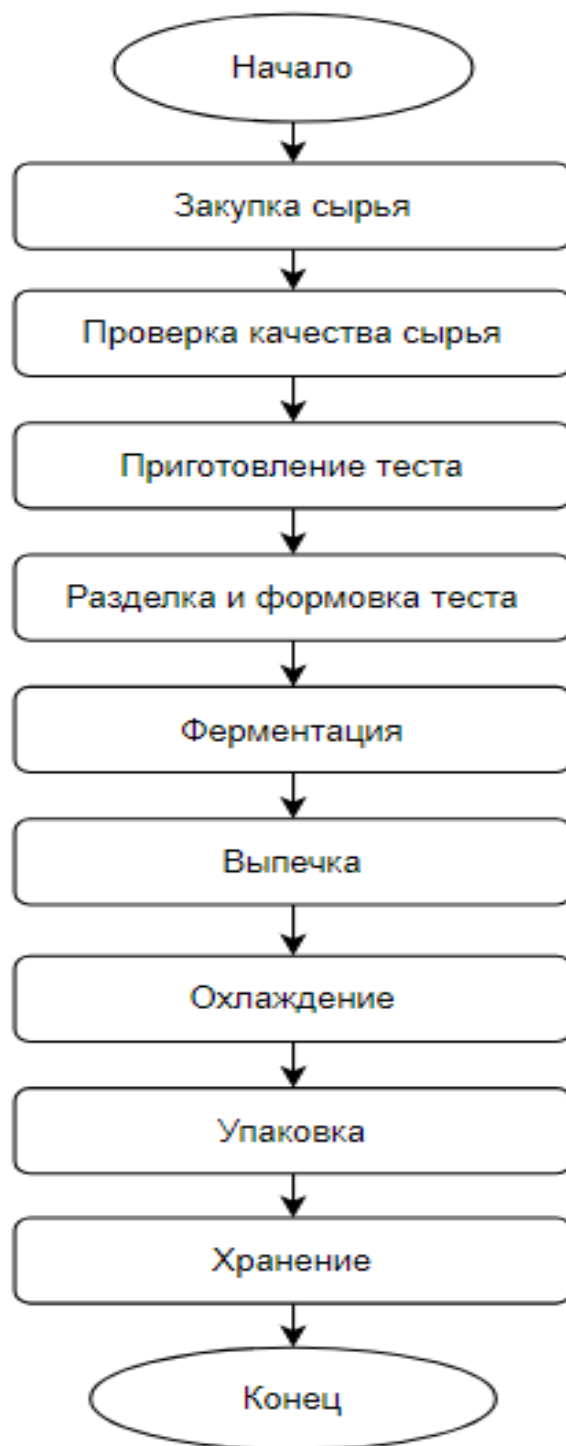 Начало
Закупка сырья
Проверка качества сырья
Приготовление теста
Разделка и формовка теста
Ферментация
Выпечка
Охлаждение
Упаковка
Хранение
Конец